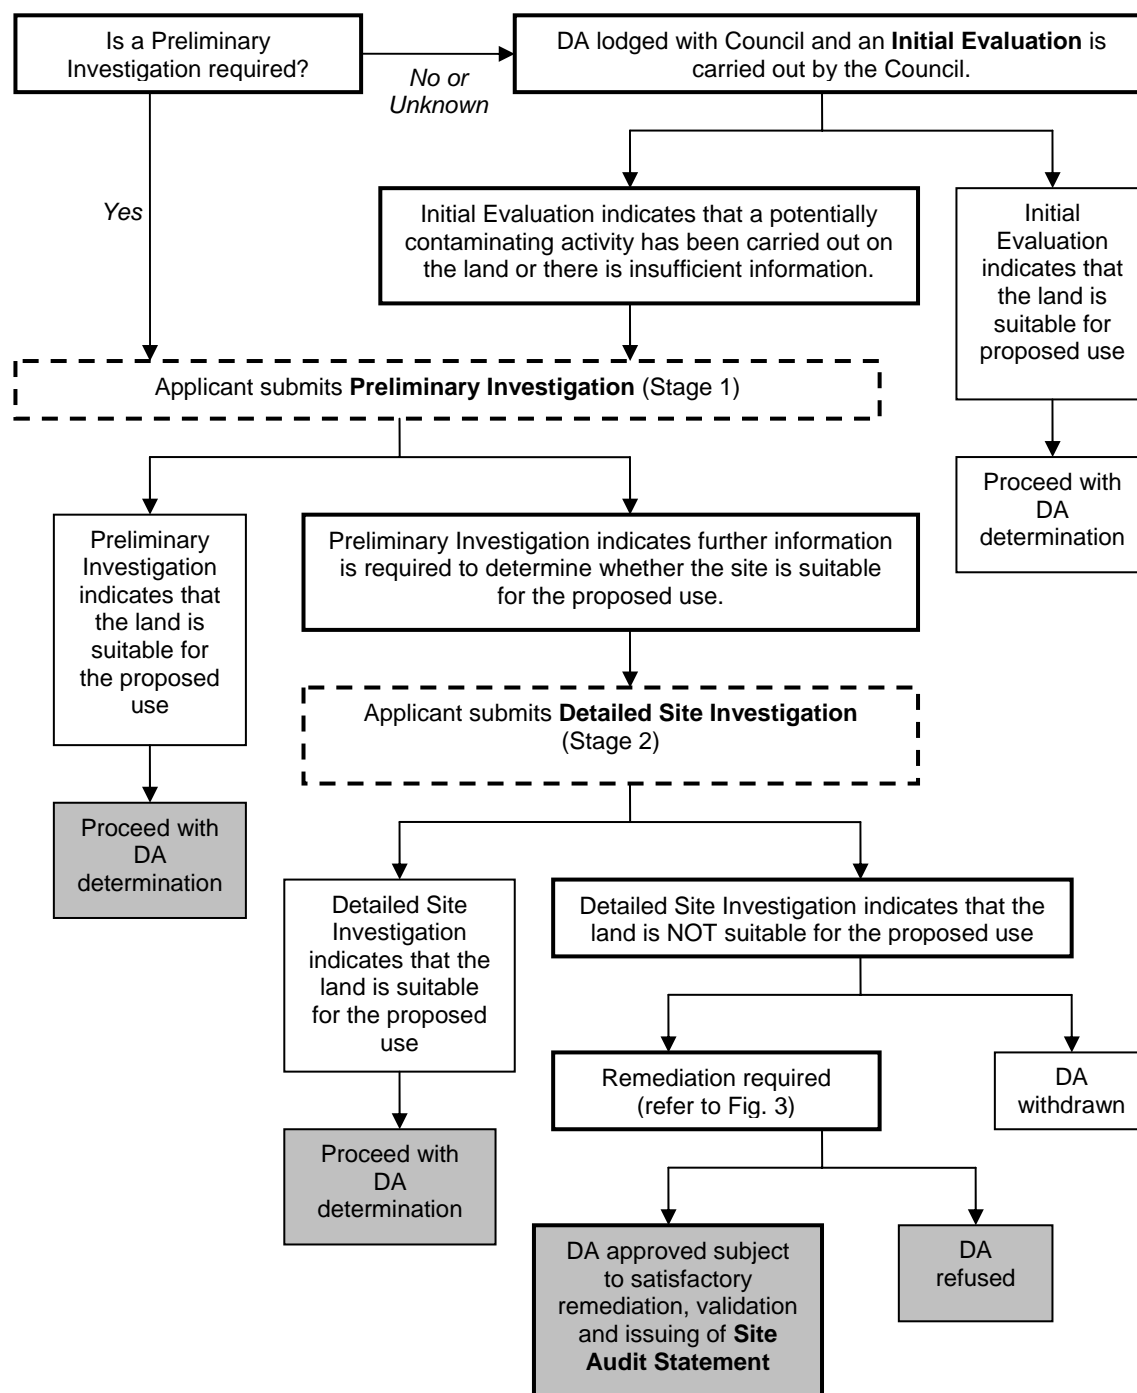 Is a Preliminary
Investigation required?
No or
Unknown
DA lodged with Council and an Initial Evaluation is
carried out by the Council.
Yes
Initial Evaluation indicates that a potentially
contaminating activity has been carried out on
the land or there is insufficient information.
Initial
Evaluation
indicates that
the land is
suitable for
proposed use
Applicant submits Preliminary Investigation (Stage 1)
Proceed with
DA
determination
Preliminary
Investigation
indicates that
the land is
suitable for
the proposed
use
Preliminary Investigation indicates further information
is required to determine whether the site is suitable
for the proposed use.
Applicant submits Detailed Site Investigation
(Stage 2)
Proceed with
DA
determination
Detailed Site
Investigation
indicates that the
land is suitable
for the proposed
use
Detailed Site Investigation indicates that the
land is NOT suitable for the proposed use
Remediation required
(refer to Fig. 3)
DA
withdrawn
Proceed with
DA
determination
DA approved subject
to satisfactory
remediation, validation
and issuing of Site
Audit Statement
DA
refused